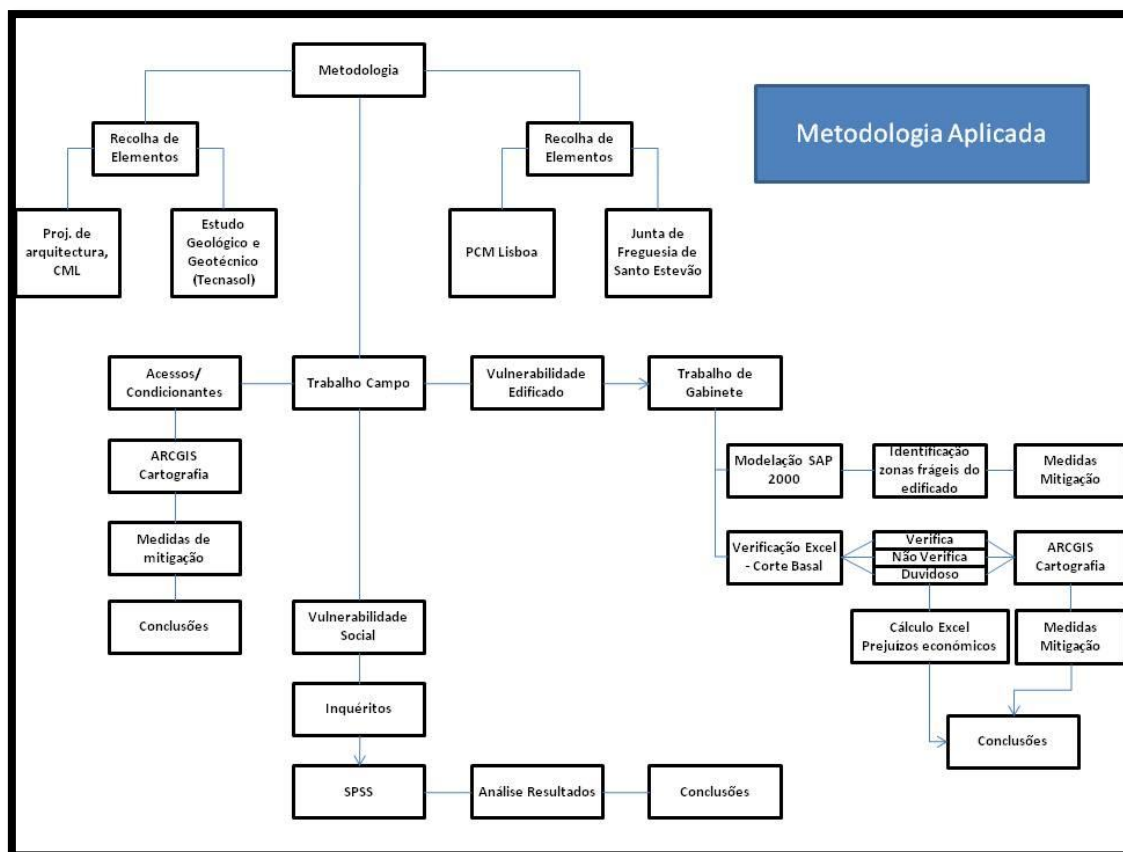 Metodologia
Metodologia Aplicada
Recolha de
Elementos
Recolha de
Elementos
Proj. de
arquitectura,
CML
Estudo
Geológico e
Geotécnico
(Tecnasol)
PCM Lisboa
Junta de
Freguesia de
Santo Estevão
Acessos/
Condicionantes
Trabalho Campo
Vulnerabilidade
Edificado
Trabalho de
Gabinete
ARCGIS
Cartografia
Modelação SAP
2000
Identificação
zonas frágeis do
edificado
Medidas
Mitigação
Medidas de
mitigação
Verificação Excel
- Corte Basal
Verifica
Não Verifica
Duvidoso
ARCGIS
Cartografia
Conclusões
Vulnerabilidade
Social
Cálculo Excel
Prejuízos económicos
Medidas
Mitigação
Inquéritos
Conclusões
SPSS
Análise Resultados
Conclusões